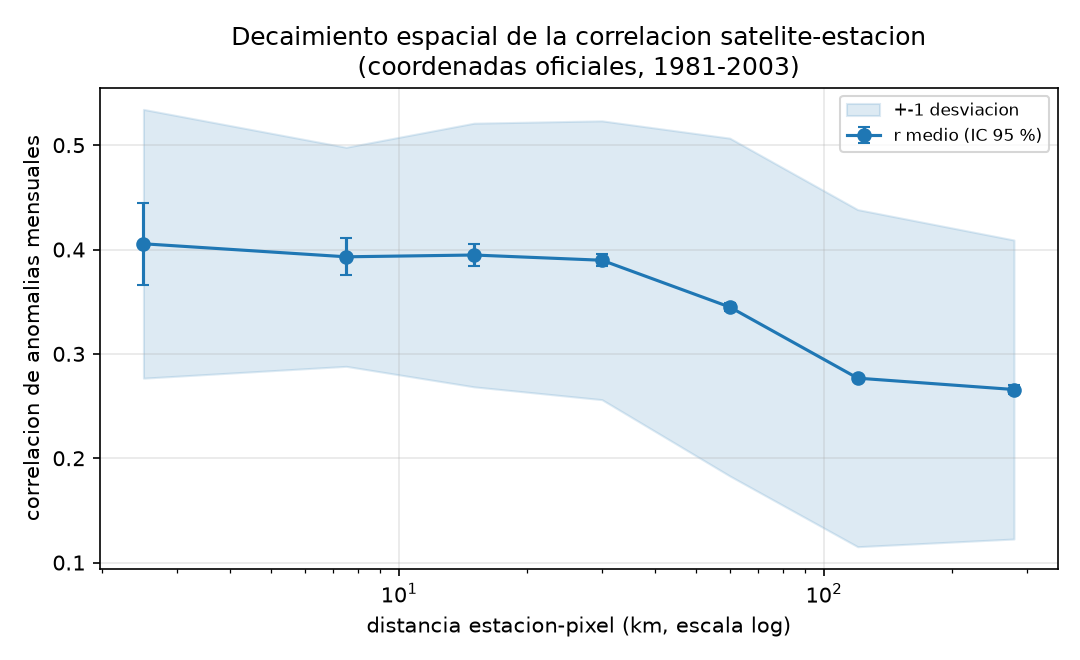 Decaimiento espacial de la correlacion satelite-estacion
(coordenadas oficiales, 1981-2003)
+-1 desviacion
r medio (IC 95 %)
correlacion de anomalias mensuales
0.5
0.4
0.3
0.2
0.1
10¹
10²
distancia estacion-pixel (km, escala log)